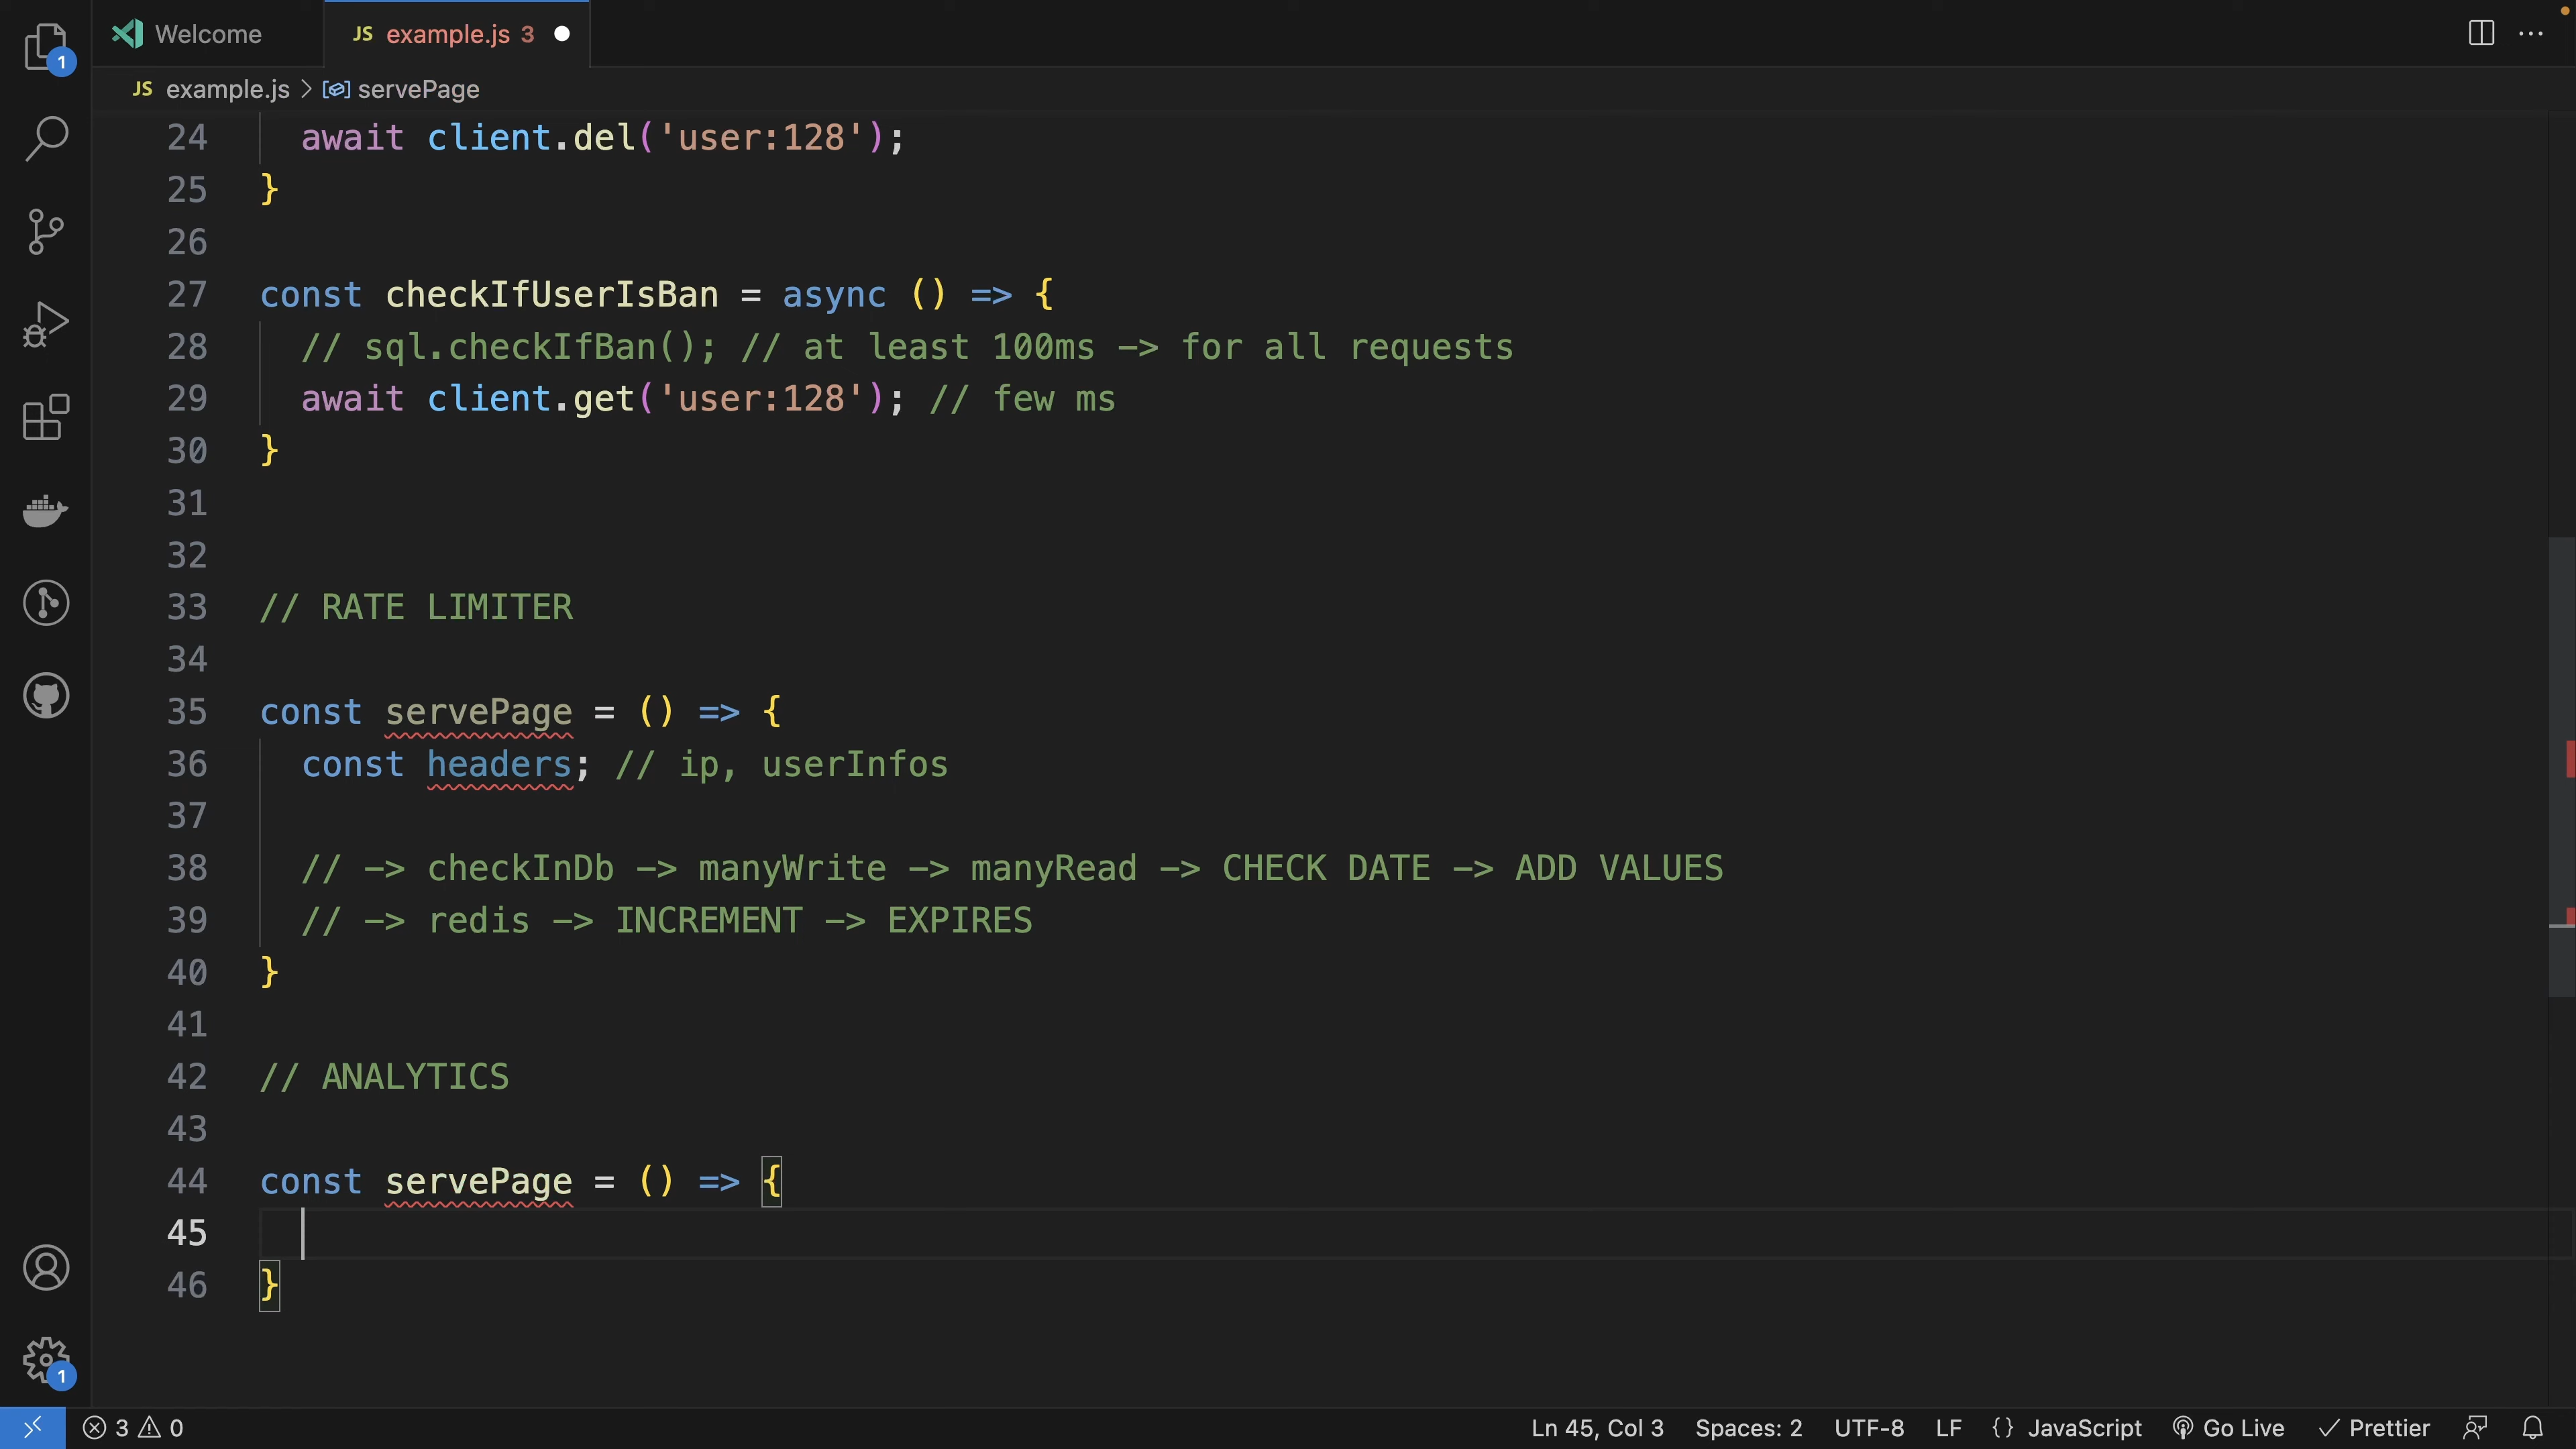 Welcome
JS example.js 3
JS example.js > servePage
24 await client.del('user:128');
25 }
26
27 const checkIfUserIsBan = async () => {
28 // sql.checkIfBan(); // at least 100ms -> for all requests
29 await client.get('user:128'); // few ms
30 }
31
32
33 // RATE LIMITER
34
35 const servePage = () => {
36 const headers; // ip, userInfos
37
38 // -> checkInDb -> manyWrite -> manyRead -> CHECK DATE -> ADD VALUES
39 // -> redis -> INCREMENT -> EXPIRES
40 }
41
42 // ANALYTICS
43
44 const servePage = () => {
45
46 }
1
1
3 0 Ln 45, Col 3 Spaces: 2 UTF-8 LF {} JavaScript Go Live Prettier